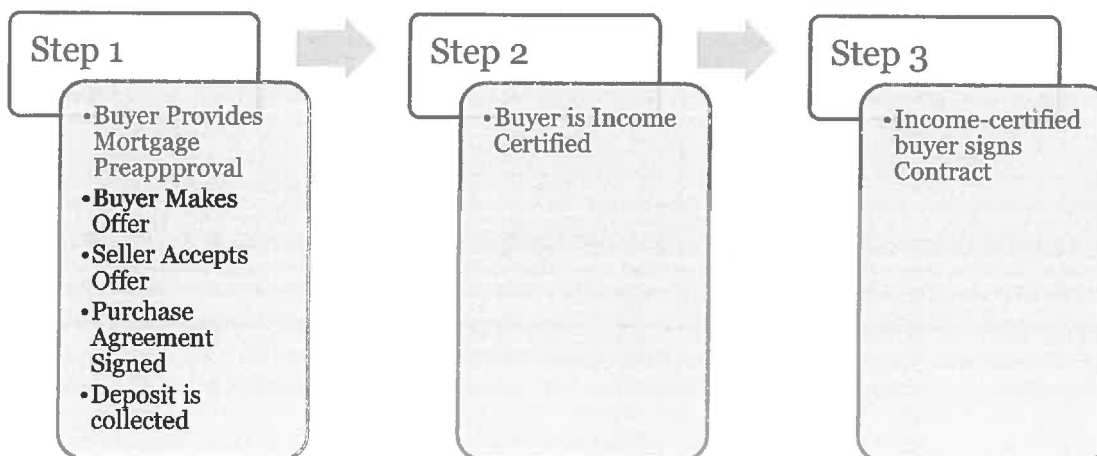 Step 1
•Buyer Provides
Mortgage
Preappproval
•Buyer Makes
Offer
•Seller Accepts
Offer
•Purchase
Agreement
Signed
•Deposit is
collected
Step 2
•Buyer is Income
Certified
Step 3
•Income-certified
buyer signs
Contract